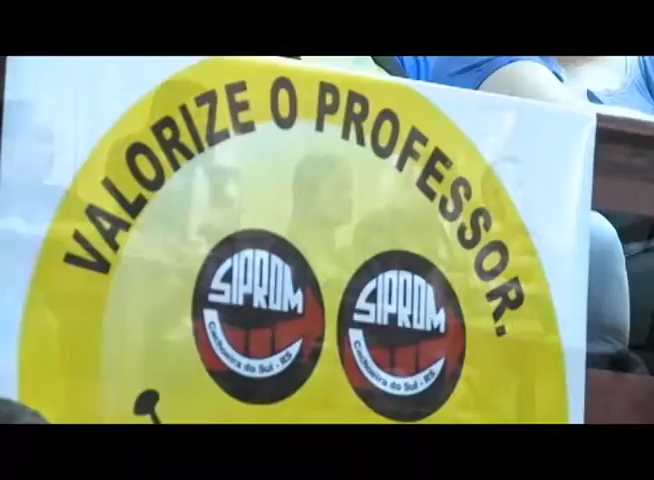 VALORIZE O PROFESSOR.
SIPROM
Cachoeira do Sul - RS
SIPROM
Cachoeira do Sul - RS